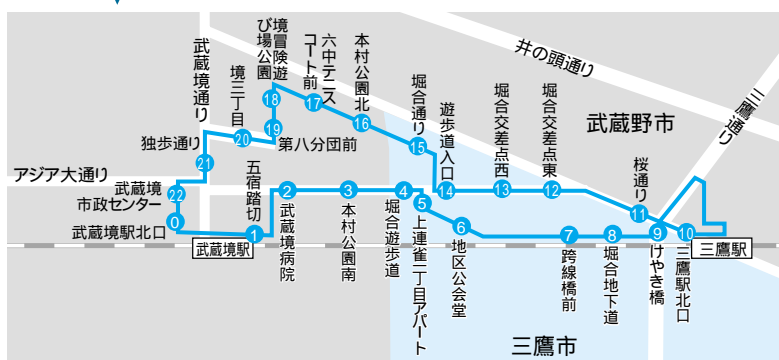 武蔵境通り
境三丁目
境冒険遊
び場公園
六中テニス
コート前
本村公園北
堀合通り
遊歩道入口
堀合交差点西
堀合交差点東
井の頭通り
三鷹通り
武蔵野市
桜通り
18
17
16
15
19
20
21
第八分団前
独歩通り
アジア大通り
五宿踏切
武蔵境
市政センター
22
武蔵境駅北口
0
武蔵境駅
1
2
3
4
5
6
7
8
9
10
11
12
13
14
武蔵境病院
本村公園南
堀合遊歩道
上連雀二丁目アパート
地区公会堂
跨線橋前
堀合地下道
けやき橋
三鷹駅北口
三鷹駅
三鷹市